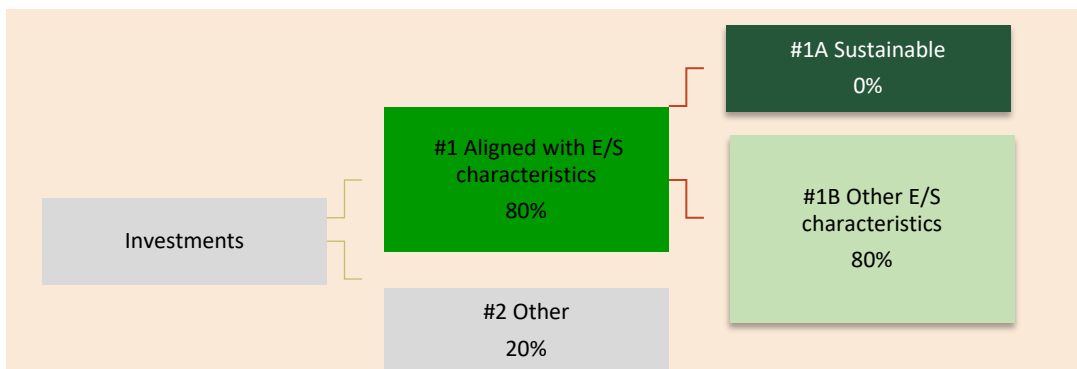 Investments
#1 Aligned with E/S
characteristics
80%
#2 Other
20%
#1A Sustainable
0%
#1B Other E/S
characteristics
80%